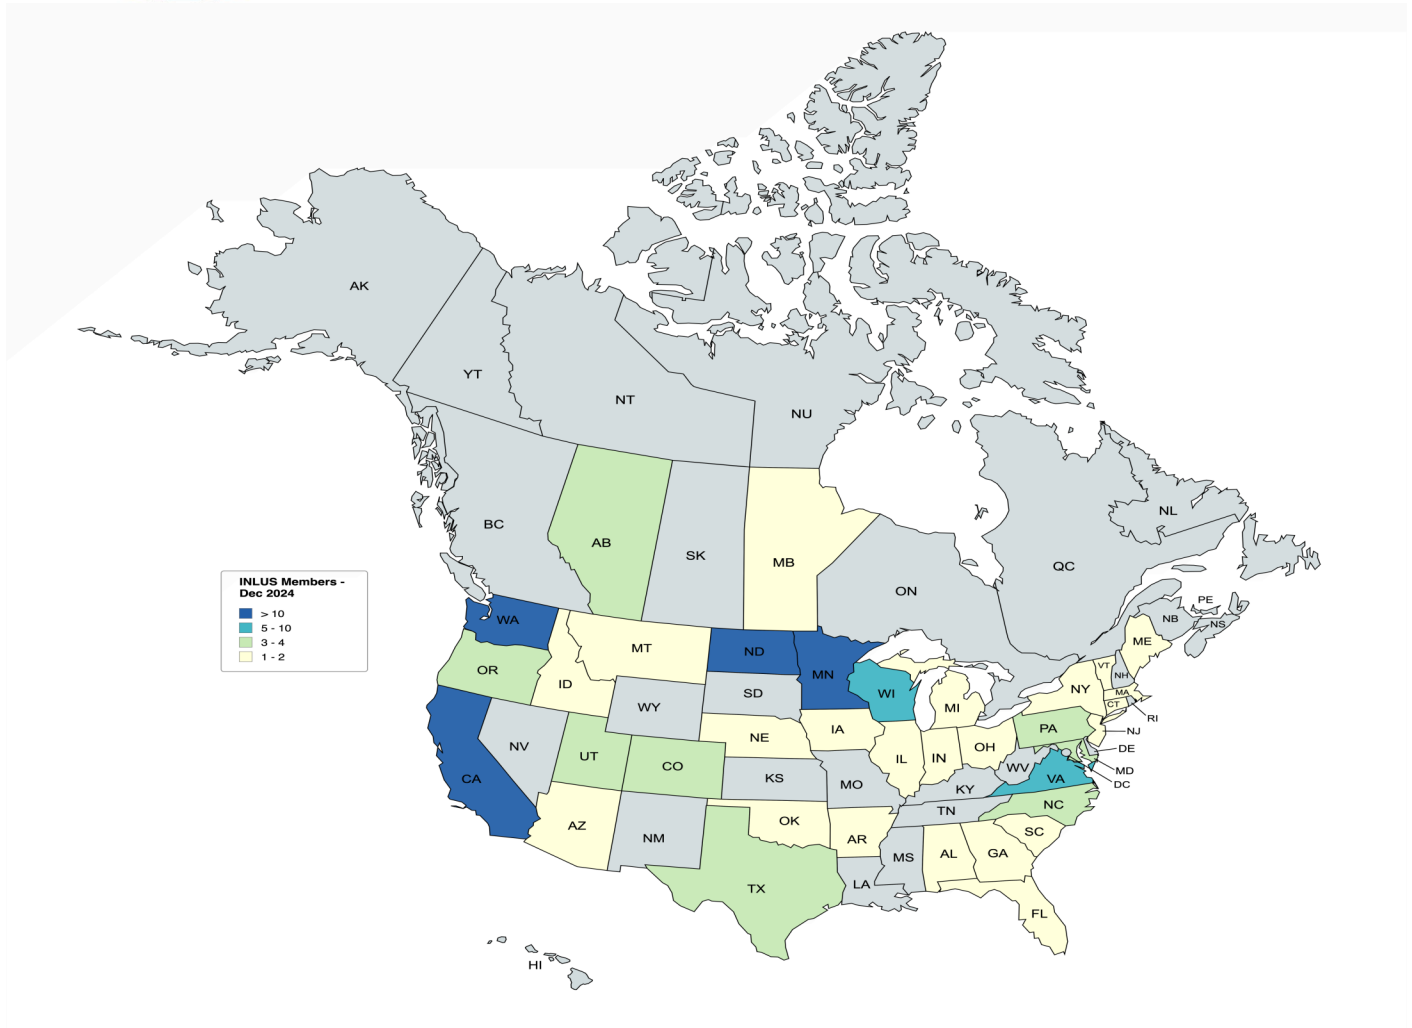 AK
YT
NT
NU
BC
AB
SK
MB
ON
QC
NL
PE
NB
NS
INLUS Members -
Dec 2024
> 10
5 - 10
3 - 4
1 - 2
WA
MT
ND
MN
OR
ID
WY
SD
WI
MI
NY
VT
NH
ME
MA
CT
RI
NJ
PA
DE
MD
DC
CA
NV
UT
CO
NE
IA
IL
IN
OH
WV
VA
KS
MO
KY
NC
TN
AZ
NM
OK
AR
SC
MS
AL
GA
TX
LA
FL
HI